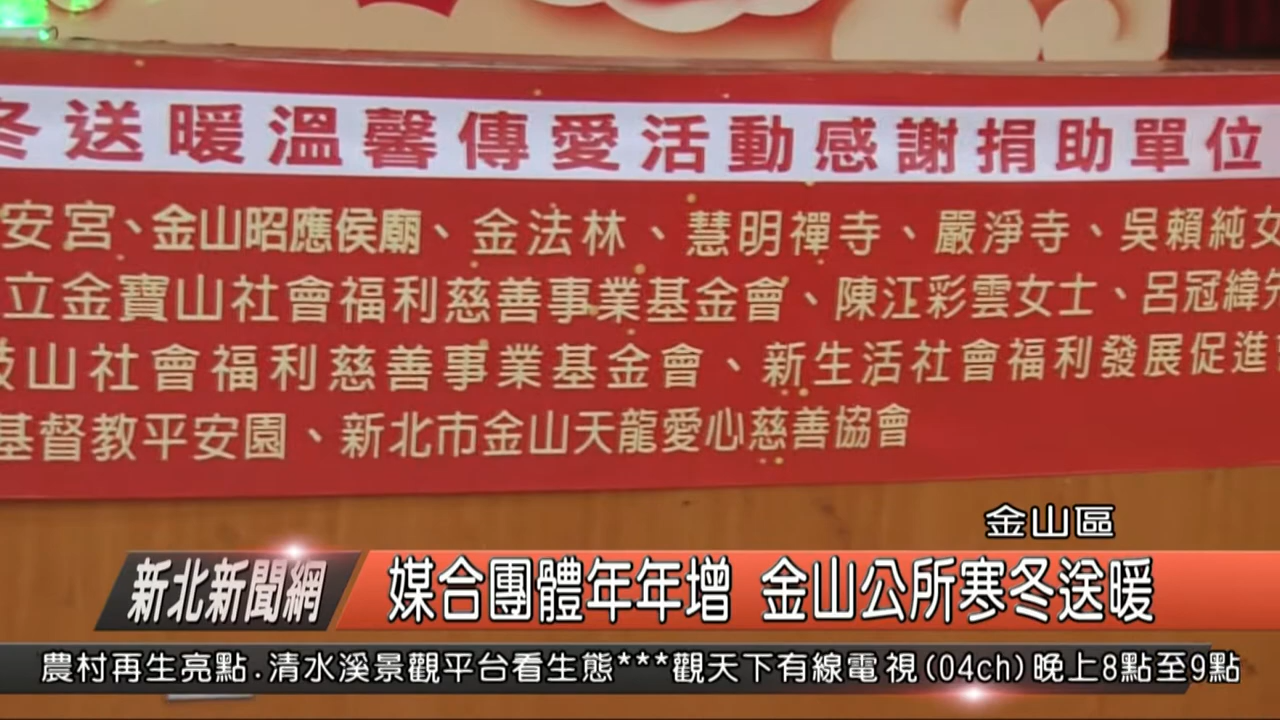 冬送暖溫馨傳愛活動感謝捐助單位
安宮、金山昭應侯廟、金法林、慧明禪寺、嚴淨寺、吳賴純女
立金寶山社會福利慈善事業基金會、陳江彩雲女士、呂冠緯先
山社會福利慈善事業基金會、新生活社會福利發展促進
基督教平安園、新北市金山天龍愛心慈善協會
金山區
新北新聞網
媒合團體年年增 金山公所寒冬送暖
農村再生亮點.清水溪景觀平台看生態***觀天下有線電視(04ch)晚上8點至9點